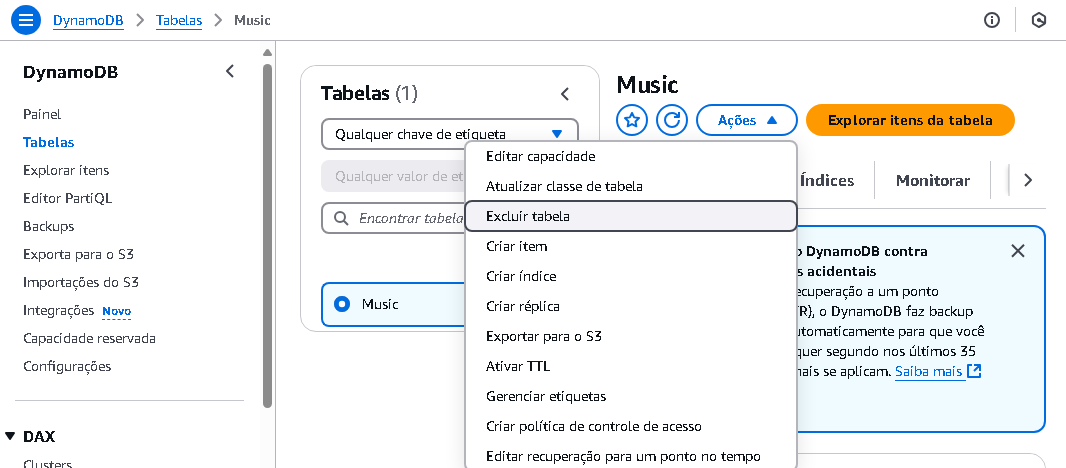 DynamoDB > Tabelas > Music
DynamoDB
Painel
Tabelas
Explorar itens
Editor PartiQL
Backups
Exporta para o S3
Importações do S3
Integrações Novo
Capacidade reservada
Configurações
DAX
Clusters
Tabelas (1)
Qualquer chave de etiqueta
Qualquer valor de et
Encontrar tabela
Music
Music
Ações
Explorar itens da tabela
Editar capacidade
Atualizar classe de tabela
Excluir tabela
Criar item
Criar índice
Criar réplica
Exportar para o S3
Ativar TTL
Gerenciar etiquetas
Criar política de controle de acesso
Editar recuperação para um ponto no tempo
Índices
Monitorar
o DynamoDB contra
s acidentais
ecuperação a um ponto
R), o DynamoDB faz backup
utomaticamente para que você
quer segundo nos últimos 35
nais se aplicam. Saiba mais